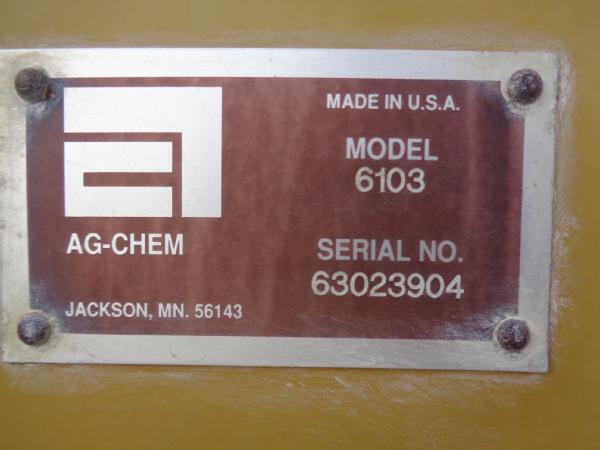 MADE IN U.S.A.
MODEL
6103
AG-CHEM
SERIAL NO.
63023904
JACKSON, MN. 56143